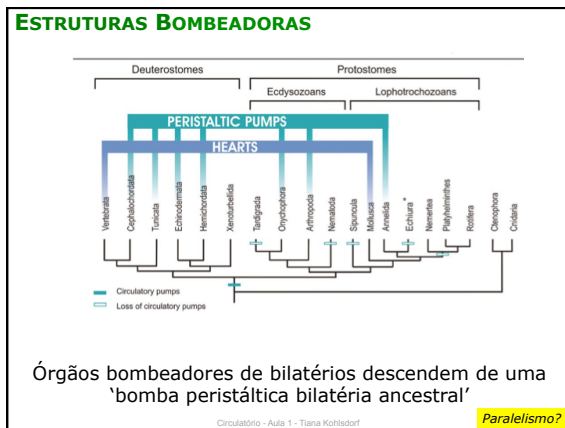 ESTRUTURAS BOMBEADORAS
Deuterostomes
Protostomes
Ecdysozoans
Lophotrochozoans
PERISTALTIC PUMPS
HEARTS
Vertebrata
Cephalochordata
Tunicata
Echinodermata
Hemichordata
Xenoturbellida
Tardigrada
Onychophora
Arthropoda
Nematoda
Sipuncula
Mollusca
Annelida
Echiura*
Nemertea
Platyhelminthes
Rotifera
Ctenophora
Cnidaria
Circulatory pumps
Loss of circulatory pumps
Órgãos bombeadores de bilatérios descendem de uma
‘bomba peristáltica bilatéria ancestral’
Circulatório - Aula 1 - Tiana Kohlsdorf
Paralelismo?